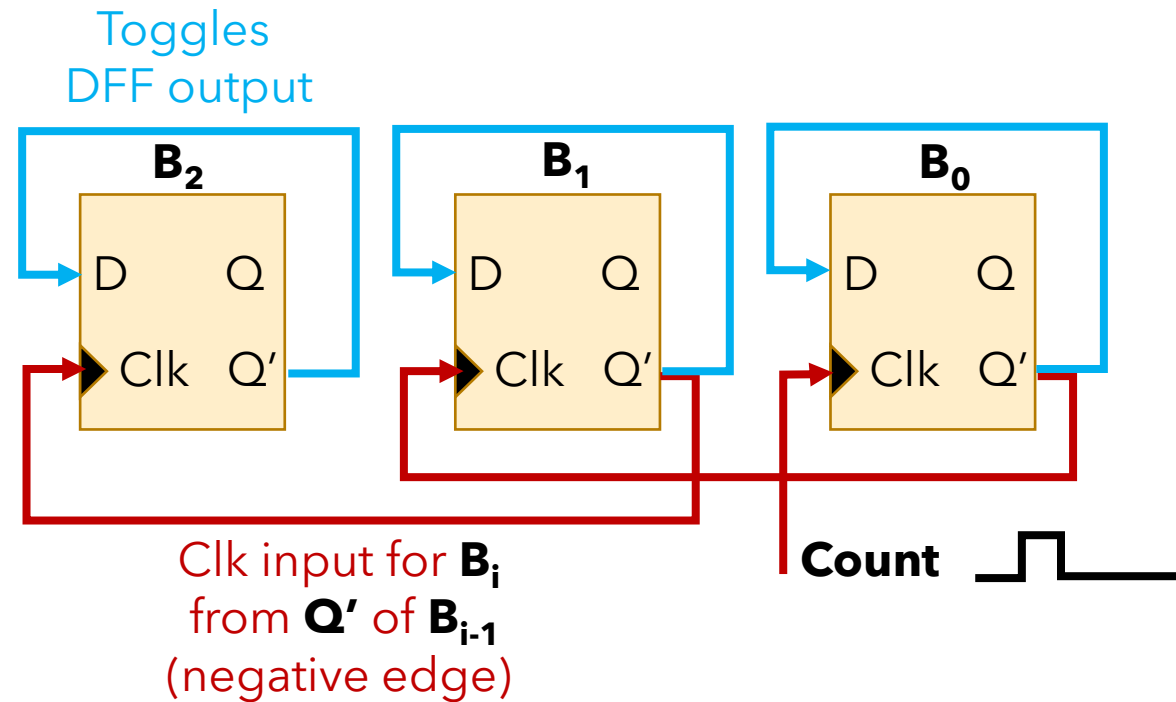 Toggles
DFF output
B₂
B₁
B₀
D Q
D Q
D Q
Clk Q′
Clk Q′
Clk Q′
Count
Clk input for Bᵢ
from Q′ of Bᵢ₋₁
(negative edge)